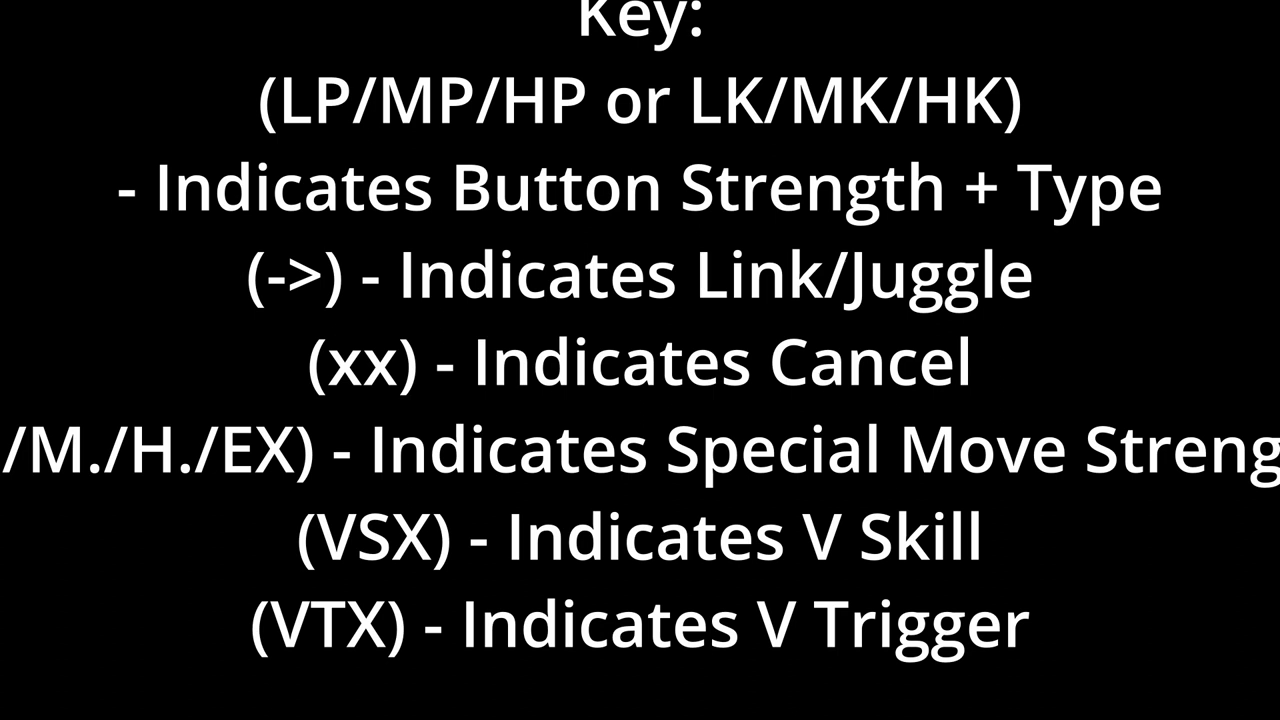 Key:
(LP/MP/HP or LK/MK/HK)
- Indicates Button Strength + Type
(->) - Indicates Link/Juggle
(xx) - Indicates Cancel
/M./H./EX) - Indicates Special Move Streng
(VSX) - Indicates V Skill
(VTX) - Indicates V Trigger